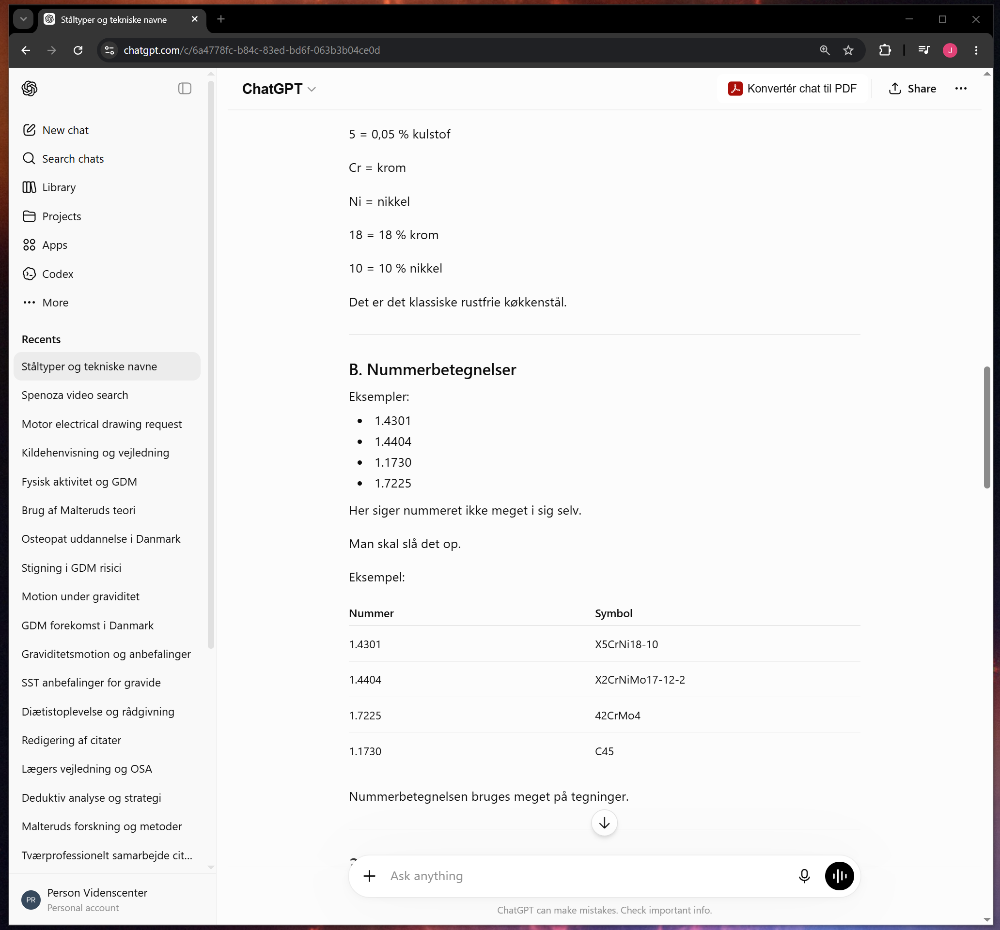 Ståltyper og tekniske navne
chatgpt.com/c/6a4778fc-b84c-83ed-bd6f-063b3b04ce0d
J
New chat
Search chats
Library
Projects
Apps
Codex
More
Recents
Ståltyper og tekniske navne
Spenoza video search
Motor electrical drawing request
Kildehenvisning og vejledning
Fysisk aktivitet og GDM
Brug af Malteruds teori
Osteopat uddannelse i Danmark
Stigning i GDM risici
Motion under graviditet
GDM forekomst i Danmark
Graviditetsmotion og anbefalinger
SST anbefalinger for gravide
Diætistoplevelse og rådgivning
Redigering af citater
Lægers vejledning og OSA
Deduktiv analyse og strategi
Malteruds forskning og metoder
Tværprofessionelt samarbejde cit...
PR
Person Videnscenter
Personal account
ChatGPT
Konvertér chat til PDF
Share
5 = 0,05 % kulstof
Cr = krom
Ni = nikkel
18 = 18 % krom
10 = 10 % nikkel
Det er det klassiske rustfrie køkkenstål.
B. Nummerbetegnelser
Eksempler:
• 1.4301
• 1.4404
• 1.1730
• 1.7225
Her siger nummeret ikke meget i sig selv.
Man skal slå det op.
Eksempel:
Nummer Symbol
1.4301 X5CrNi18-10
1.4404 X2CrNiMo17-12-2
1.7225 42CrMo4
1.1730 C45
Nummerbetegnelsen bruges meget på tegninger.
Ask anything
ChatGPT can make mistakes. Check important info.